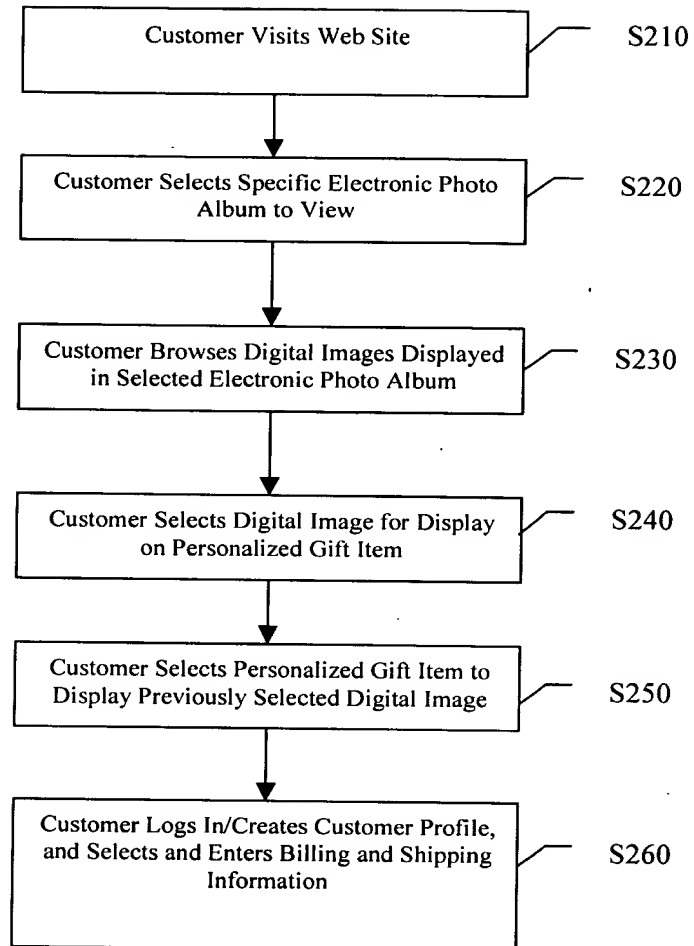 Customer Visits Web Site
S210
Customer Selects Specific Electronic Photo
Album to View
S220
Customer Browses Digital Images Displayed
in Selected Electronic Photo Album
S230
Customer Selects Digital Image for Display
on Personalized Gift Item
S240
Customer Selects Personalized Gift Item to
Display Previously Selected Digital Image
S250
Customer Logs In/Creates Customer Profile,
and Selects and Enters Billing and Shipping
Information
S260